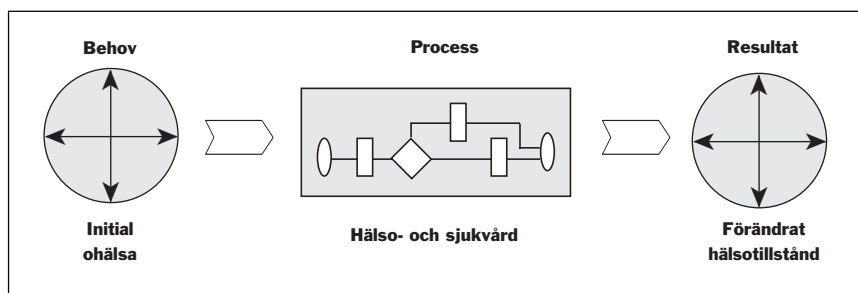 Behov
Process
Resultat
Initial
ohälsa
Hälso- och sjukvård
Förändrat
hälsotillstånd